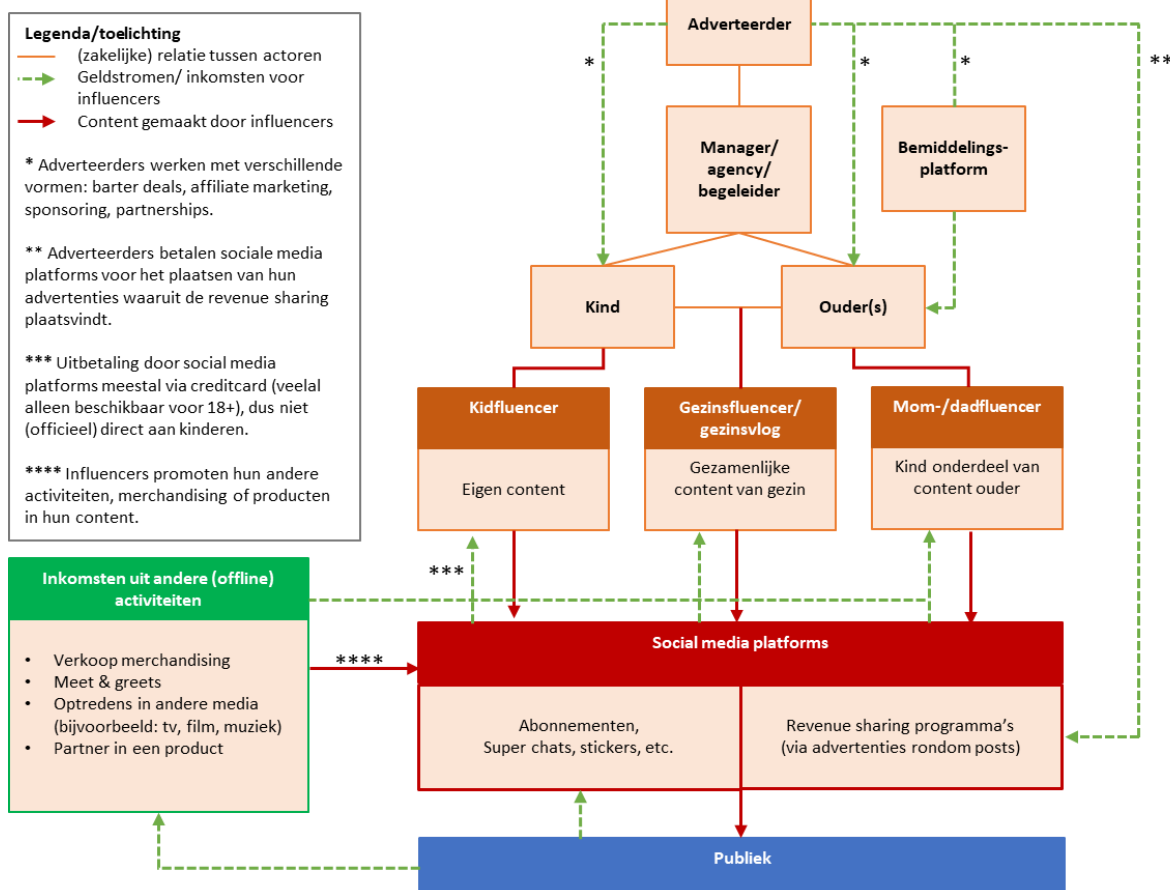 Legenda/toelichting
(zakelijke) relatie tussen actoren
Geldstromen/ inkomsten voor
influencers
Content gemaakt door influencers
* Adverteerders werken met verschillende
vormen: barter deals, affiliate marketing,
sponsoring, partnerships.
** Adverteerders betalen sociale media
platforms voor het plaatsen van hun
advertenties waaruit de revenue sharing
plaatsvindt.
*** Uitbetaling door social media
platforms meestal via creditcard (veelal
alleen beschikbaar voor 18+), dus niet
(officieel) direct aan kinderen.
**** Influencers promoten hun andere
activiteiten, merchandising of producten
in hun content.
Adverteerder
*
*
*
**
Manager/
agency/
begeleider
Bemiddelings-
platform
Kind
Ouder(s)
Kidfluencer
Eigen content
Gezinsfluencer/
gezinsvlog
Gezamenlijke
content van gezin
Mom-/dadfluencer
Kind onderdeel van
content ouder
***
Inkomsten uit andere (offline)
activiteiten
• Verkoop merchandising
• Meet & greets
• Optredens in andere media
(bijvoorbeeld: tv, film, muziek)
• Partner in een product
****
Social media platforms
Abonnementen,
Super chats, stickers, etc.
Revenue sharing programma's
(via advertenties rondom posts)
Publiek